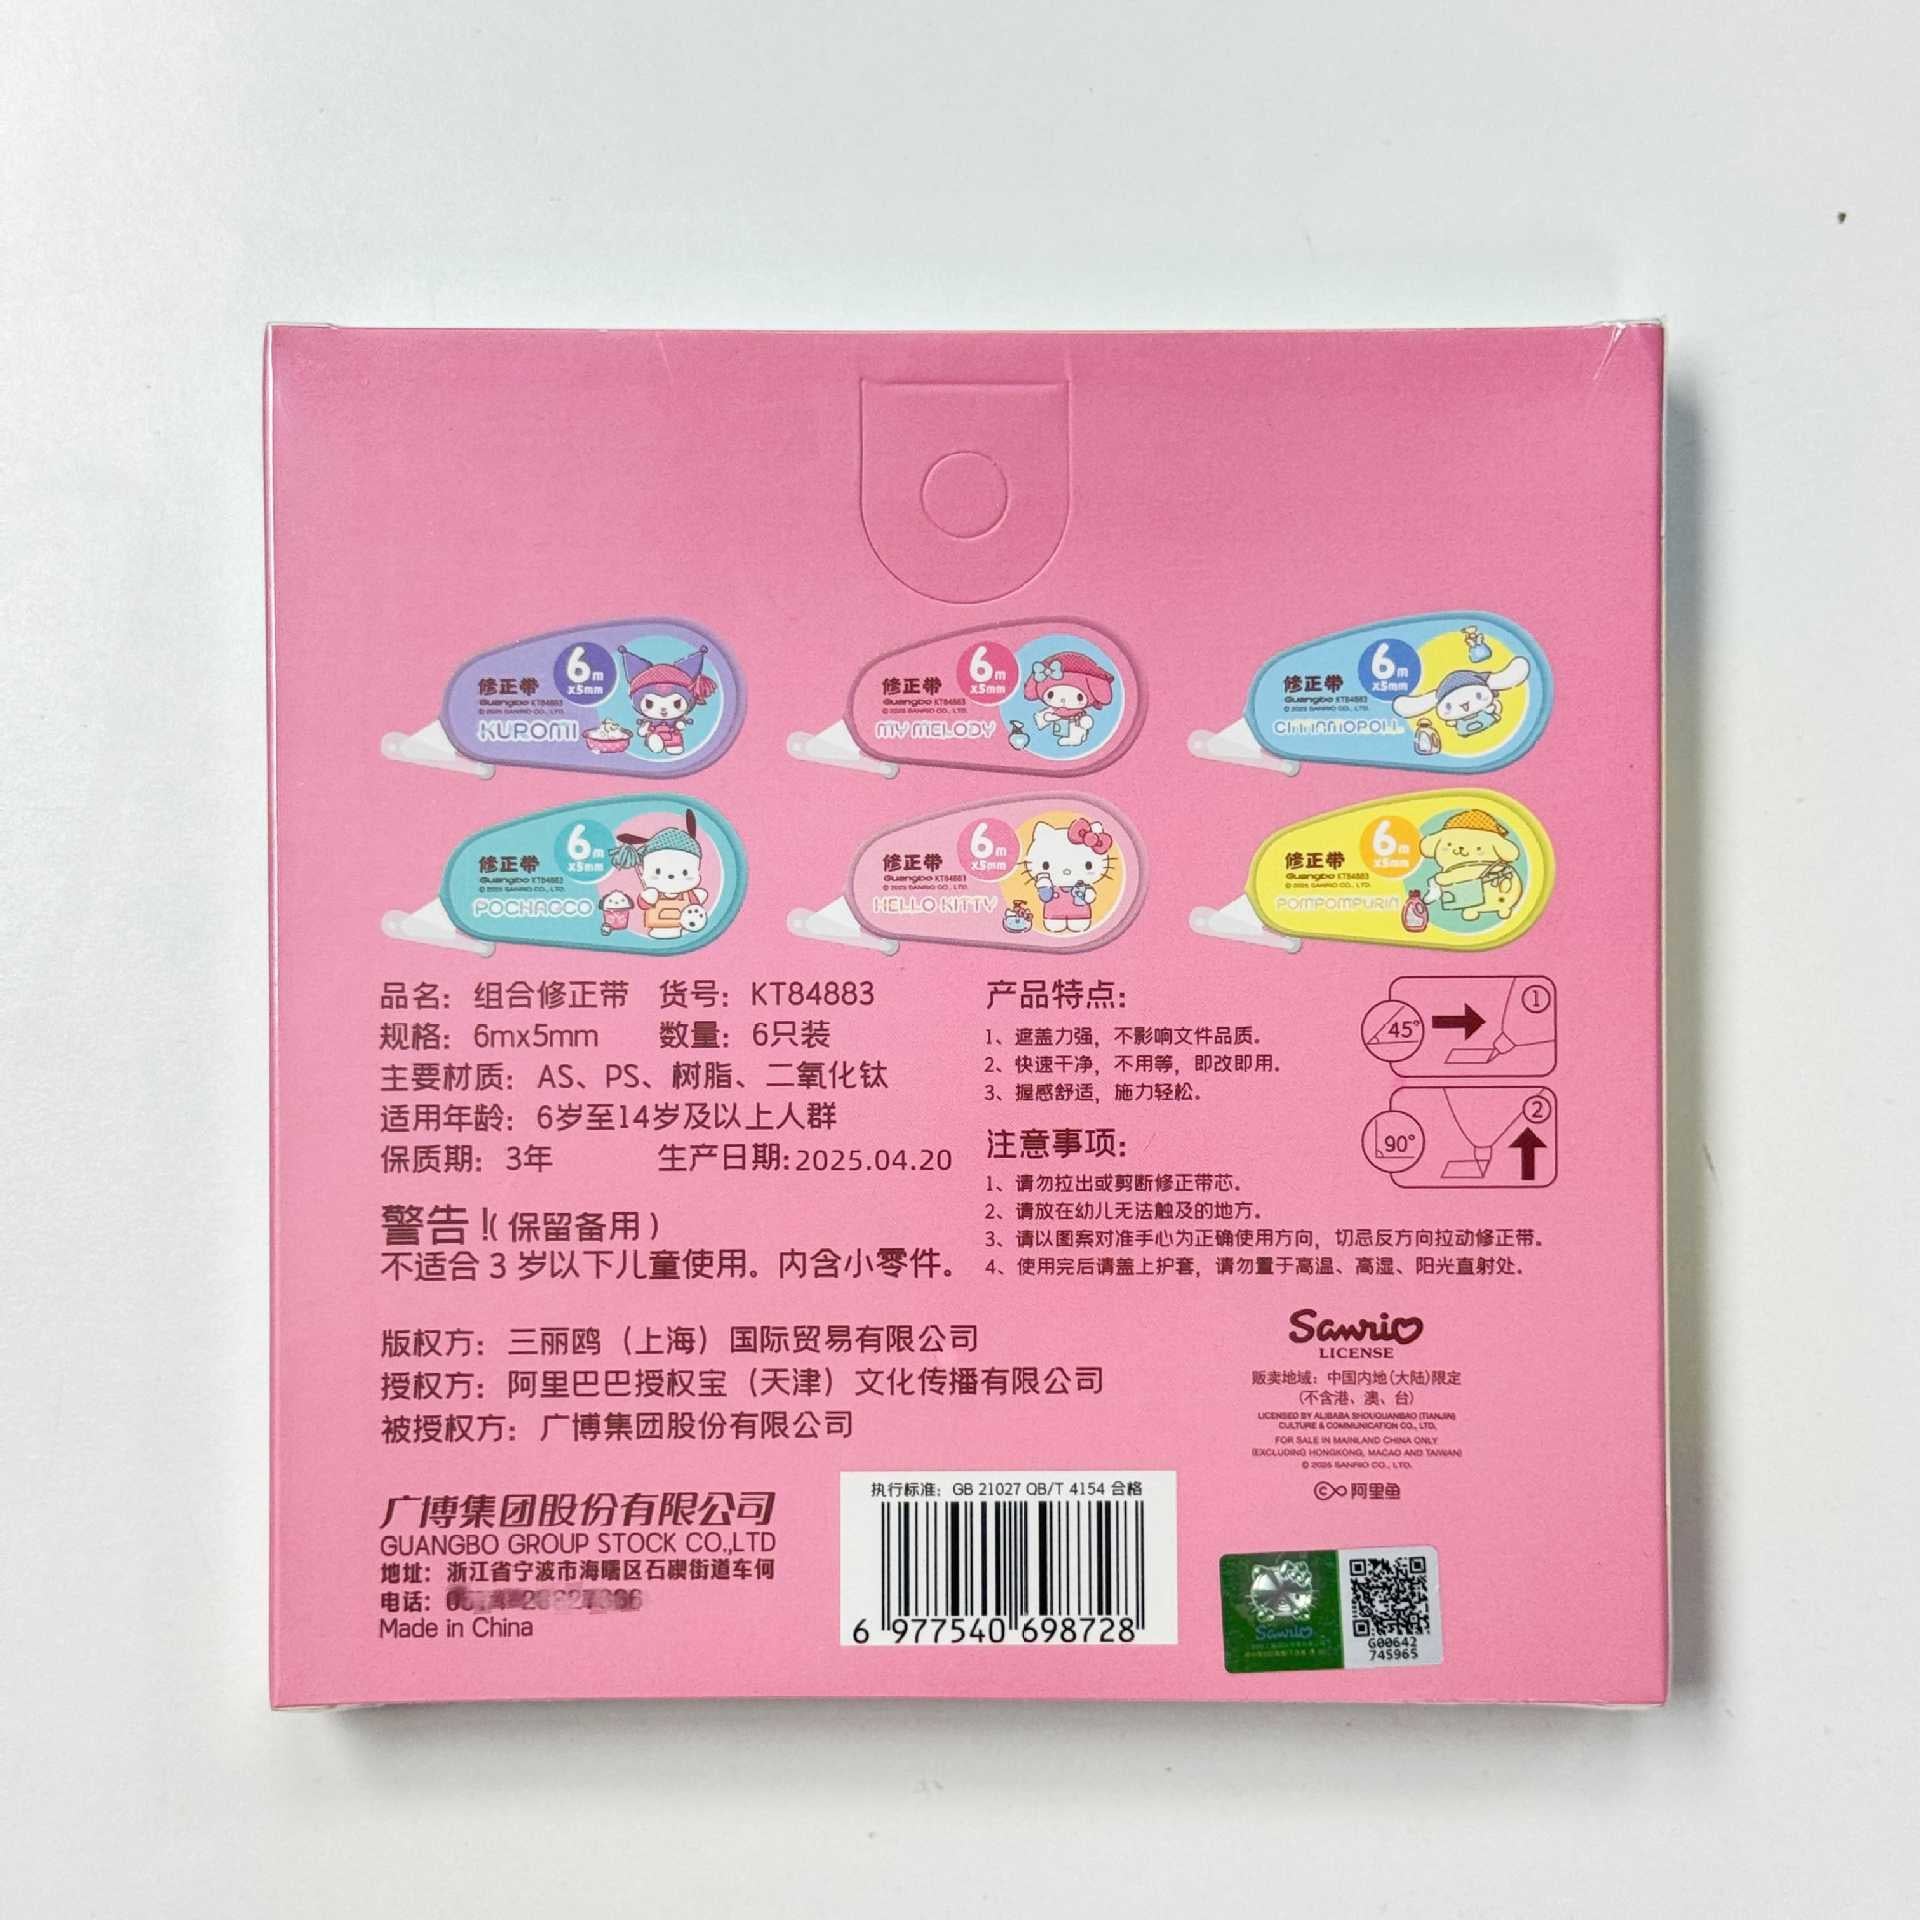 6m
x5mm
修正带
Guangbo KT84883
© 2025 SANRIO CO., LTD.
KUROMI
6m
x5mm
修正带
Guangbo KT84883
© 2025 SANRIO CO., LTD.
MY MELODY
6m
x5mm
修正带
Guangbo KT84883
© 2025 SANRIO CO., LTD.
CINNAMOROLL
6m
x5mm
修正带
Guangbo KT84883
© 2025 SANRIO CO., LTD.
POCHACCO
6m
x5mm
修正带
Guangbo KT84883
© 2025 SANRIO CO., LTD.
HELLO KITTY
6m
x5mm
修正带
Guangbo KT84883
© 2025 SANRIO CO., LTD.
POMPOMPURIN
品名：组合修正带 货号：KT84883
规格：6mx5mm 数量：6只装
主要材质：AS、PS、树脂、二氧化钛
适用年龄：6岁至14岁及以上人群
保质期：3年 生产日期:2025.04.20
警告！(保留备用)
不适合3岁以下儿童使用。内含小零件。
产品特点：
1、遮盖力强，不影响文件品质。
2、快速干净，不用等，即改即用。
3、握感舒适，施力轻松。
45°
①
90°
②
注意事项：
1、请勿拉出或剪断修正带芯。
2、请放在幼儿无法触及的地方。
3、请以图案对准手心为正确使用方向，切忌反方向拉动修正带。
4、使用完后请盖上护套，请勿置于高温、高湿、阳光直射处。
版权方：三丽鸥（上海）国际贸易有限公司
授权方：阿里巴巴授权宝（天津）文化传播有限公司
被授权方：广博集团股份有限公司
Sanrio
LICENSE
贩卖地域：中国内地(大陆)限定
(不含港、澳、台)
LICENSED BY ALIBABA SHOUQUANBAO (TIANJIN)
CULTURE & COMMUNICATION CO., LTD.
FOR SALE IN MAINLAND CHINA ONLY
(EXCLUDING HONGKONG, MACAO AND TAIWAN)
© 2025 SANRIO CO., LTD.
阿里鱼
广博集团股份有限公司
GUANGBO GROUP STOCK CO.,LTD
地址：浙江省宁波市海曙区石碶街道车何
电话：
Made in China
执行标准：GB 21027 QB/T 4154 合格
6 977540 698728
Sanrio
G00642
745965